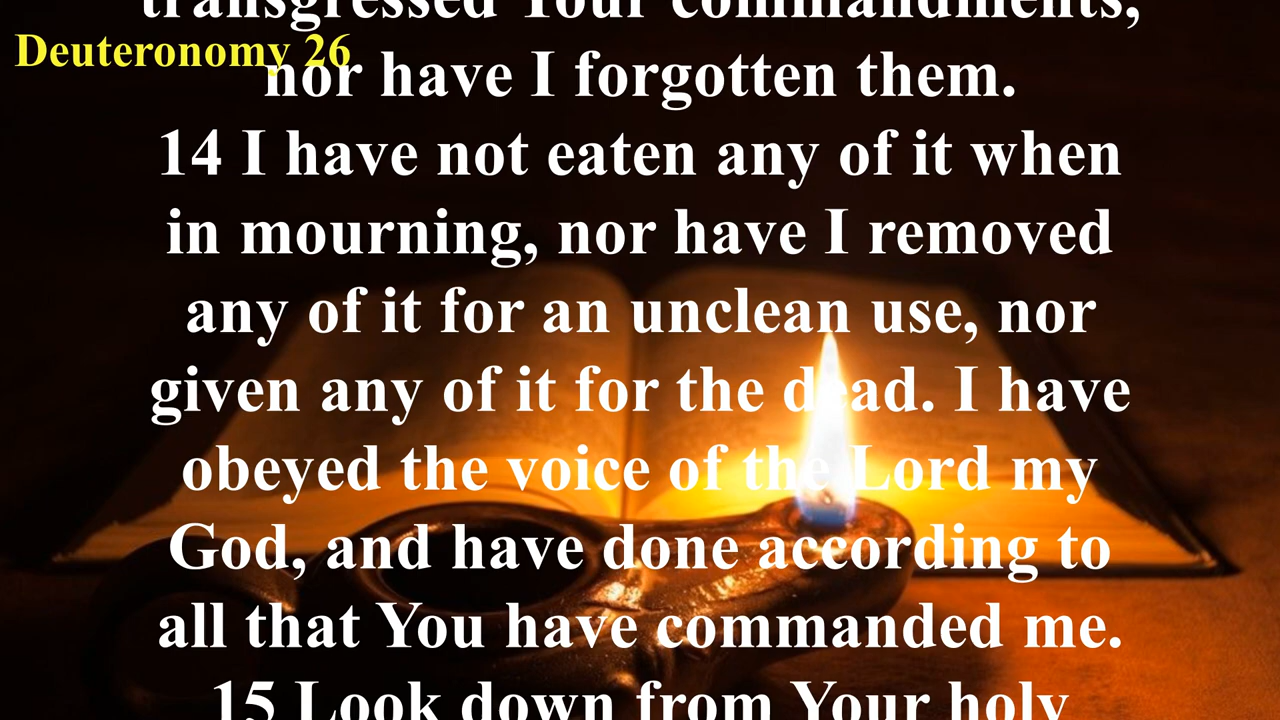 transgressed Your commandments,
Deuteronomy 26
nor have I forgotten them.
14 I have not eaten any of it when
in mourning, nor have I removed
any of it for an unclean use, nor
given any of it for the dead. I have
obeyed the voice of the Lord my
God, and have done according to
all that You have commanded me.
15 Look down from Your holy